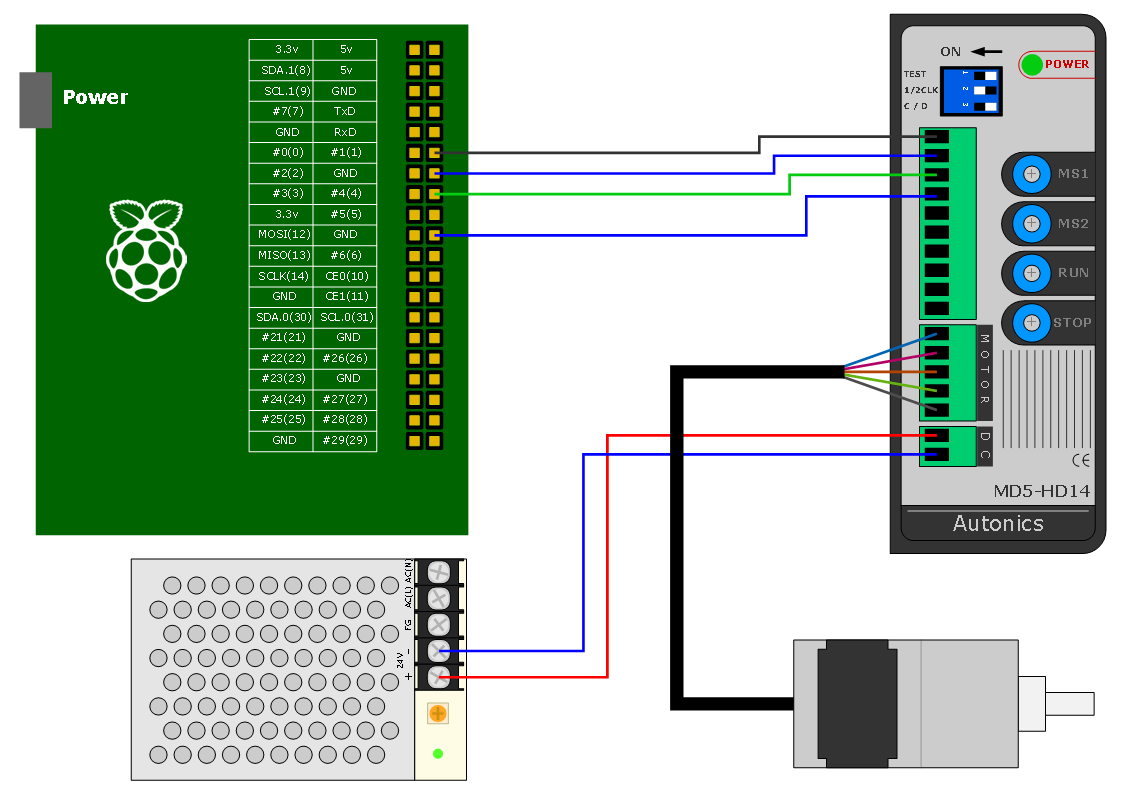 Power
3.3v 5v
SDA.1(8) 5v
SCL.1(9) GND
#7(7) TxD
GND RxD
#0(0) #1(1)
#2(2) GND
#3(3) #4(4)
3.3v #5(5)
MOSI(12) GND
MISO(13) #6(6)
SCLK(14) CE0(10)
GND CE1(11)
SDA.0(30) SCL.0(31)
#21(21) GND
#22(22) #26(26)
#23(23) GND
#24(24) #27(27)
#25(25) #28(28)
GND #29(29)
ON
POWER
TEST
1/2CLK
C / D
1
2
3
MS1
MS2
RUN
STOP
MOTOR
DC
CE
MD5-HD14
Autonics
AC(N)
AC(L)
FG
24V
-
+